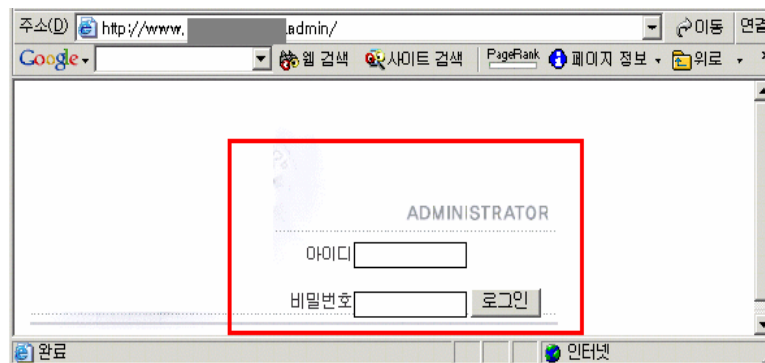 주소(D) http://www. .admin/ 이동 연결
Google 웹 검색 사이트 검색 PageRank 페이지 정보 위로
ADMINISTRATOR
아이디
비밀번호 로그인
완료 인터넷